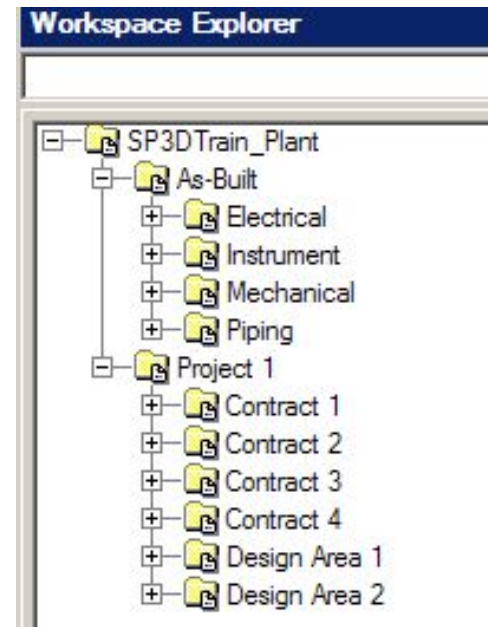 Workspace Explorer
SP3DTrain_Plant
As-Built
Electrical
Instrument
Mechanical
Piping
Project 1
Contract 1
Contract 2
Contract 3
Contract 4
Design Area 1
Design Area 2